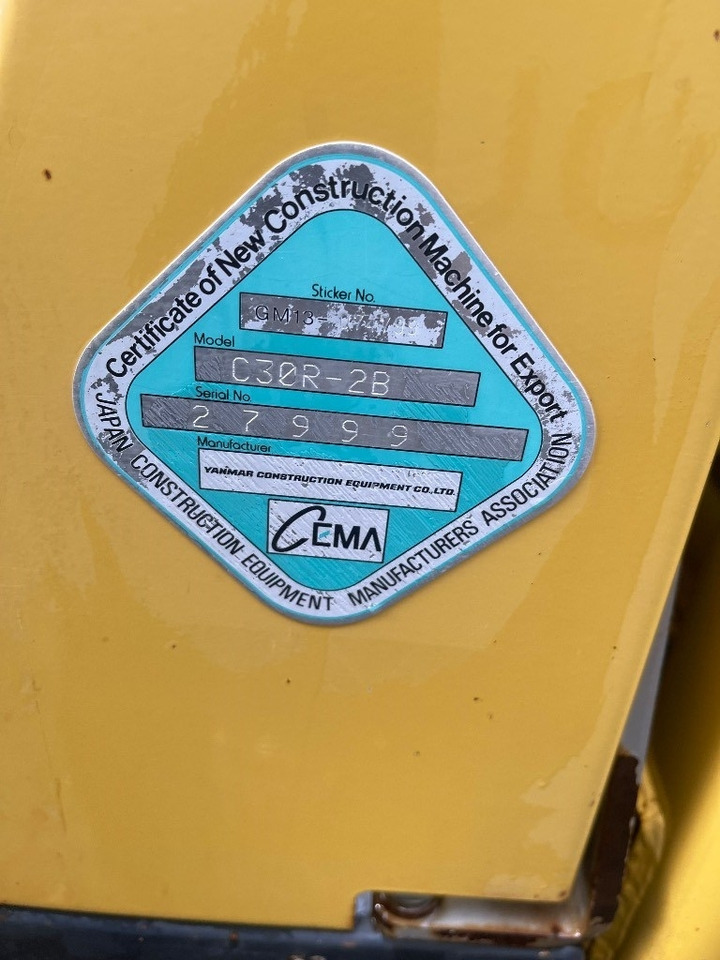 Certificate of New Construction Machine for Export
Sticker No.
GM13-
Model
C30R-2B
Serial No.
27999
Manufacturer
YANMAR CONSTRUCTION EQUIPMENT CO.,LTD.
CEMA
JAPAN CONSTRUCTION EQUIPMENT MANUFACTURERS ASSOCIATION